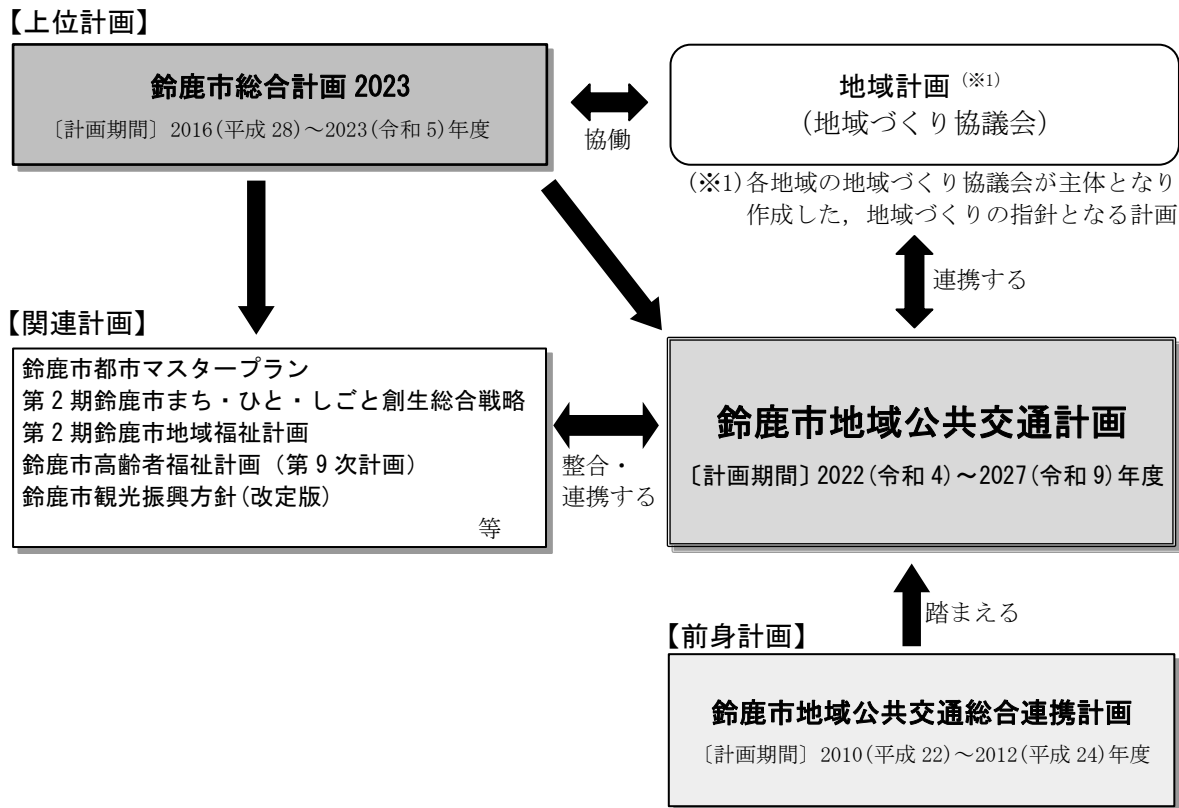 【上位計画】
鈴鹿市総合計画 2023
〔計画期間〕2016(平成 28)～2023(令和 5)年度
協働
地域計画 (※1)
(地域づくり協議会)
(※1)各地域の地域づくり協議会が主体となり
作成した，地域づくりの指針となる計画
連携する
【関連計画】
鈴鹿市都市マスタープラン
第 2 期鈴鹿市まち・ひと・しごと創生総合戦略
第 2 期鈴鹿市地域福祉計画
鈴鹿市高齢者福祉計画（第 9 次計画）
鈴鹿市観光振興方針(改定版)
等
整合・
連携する
鈴鹿市地域公共交通計画
〔計画期間〕2022(令和 4)～2027(令和 9)年度
踏まえる
【前身計画】
鈴鹿市地域公共交通総合連携計画
〔計画期間〕2010(平成 22)～2012(平成 24)年度